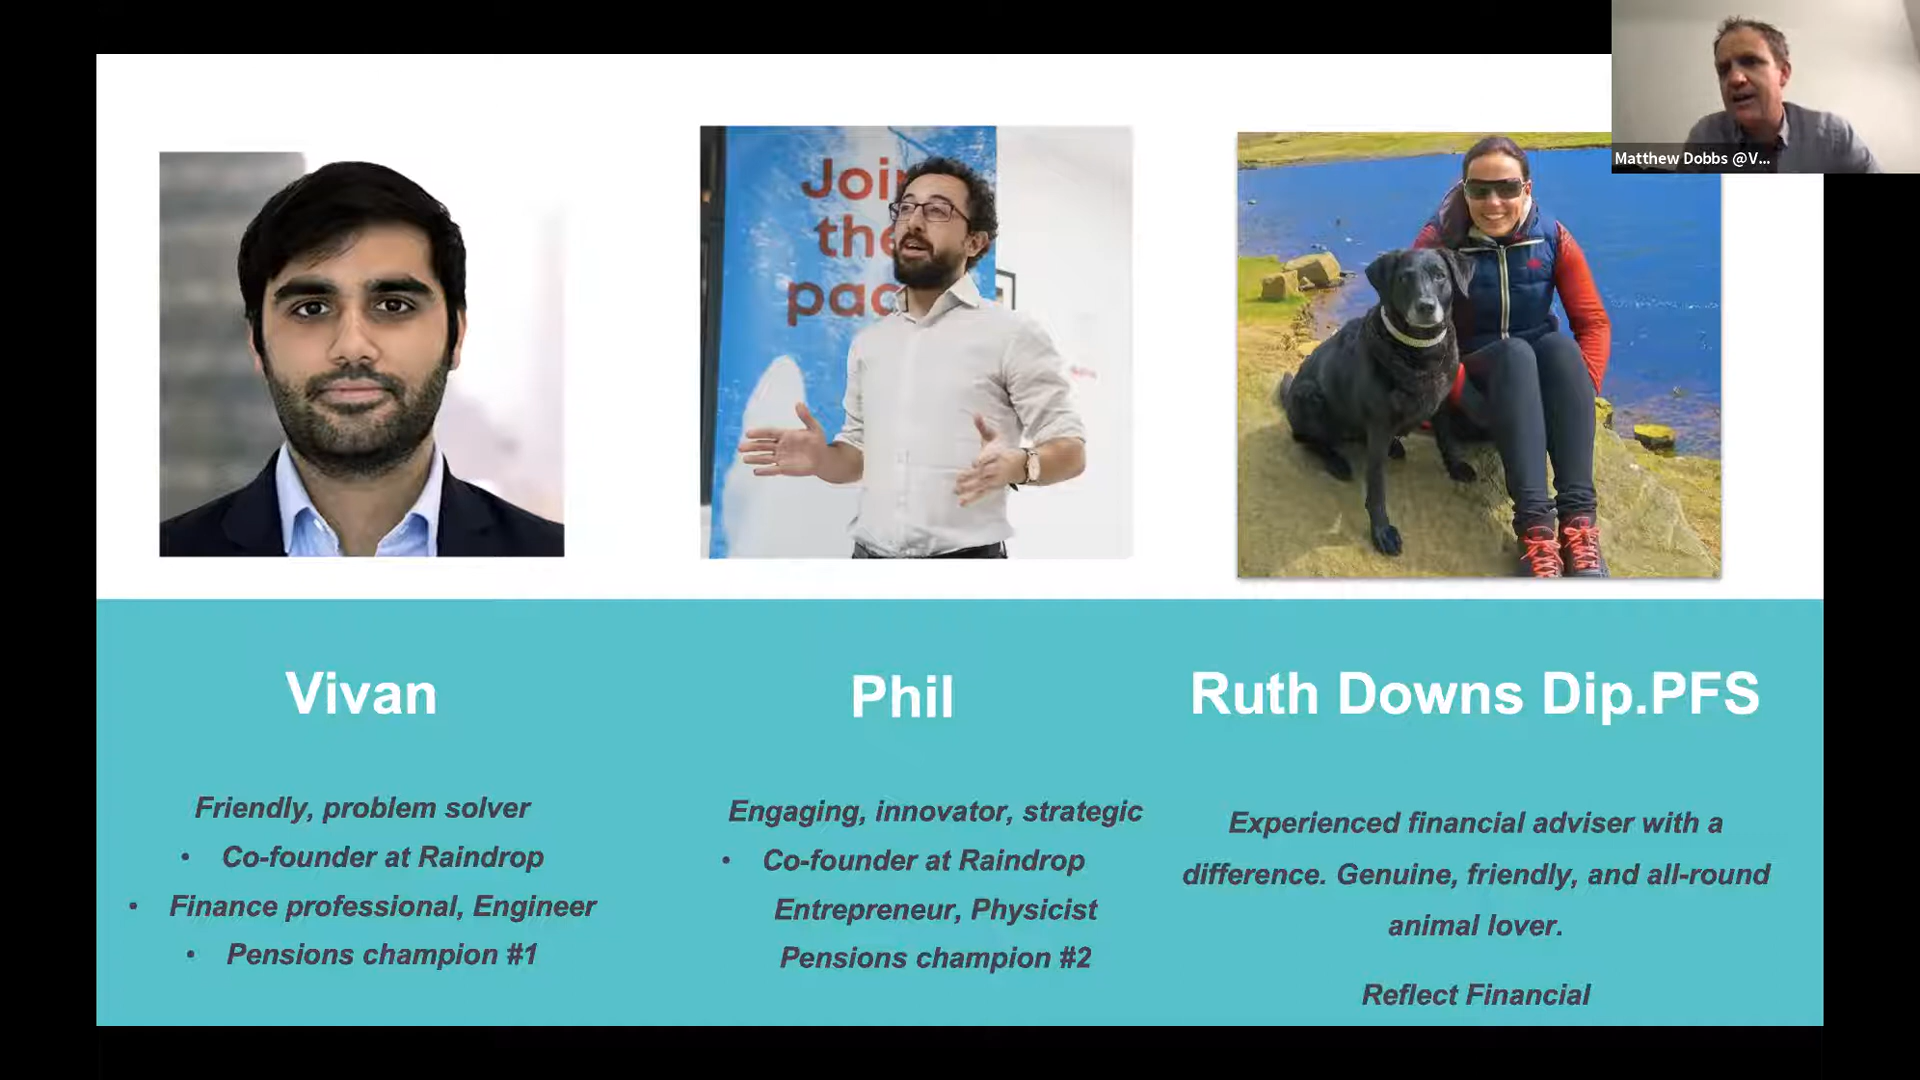 Matthew Dobbs @V...
Join
the
pac
Vivan
Friendly, problem solver
• Co-founder at Raindrop
• Finance professional, Engineer
• Pensions champion #1
Phil
Engaging, innovator, strategic
• Co-founder at Raindrop
Entrepreneur, Physicist
Pensions champion #2
Ruth Downs Dip.PFS
Experienced financial adviser with a
difference. Genuine, friendly, and all-round
animal lover.
Reflect Financial